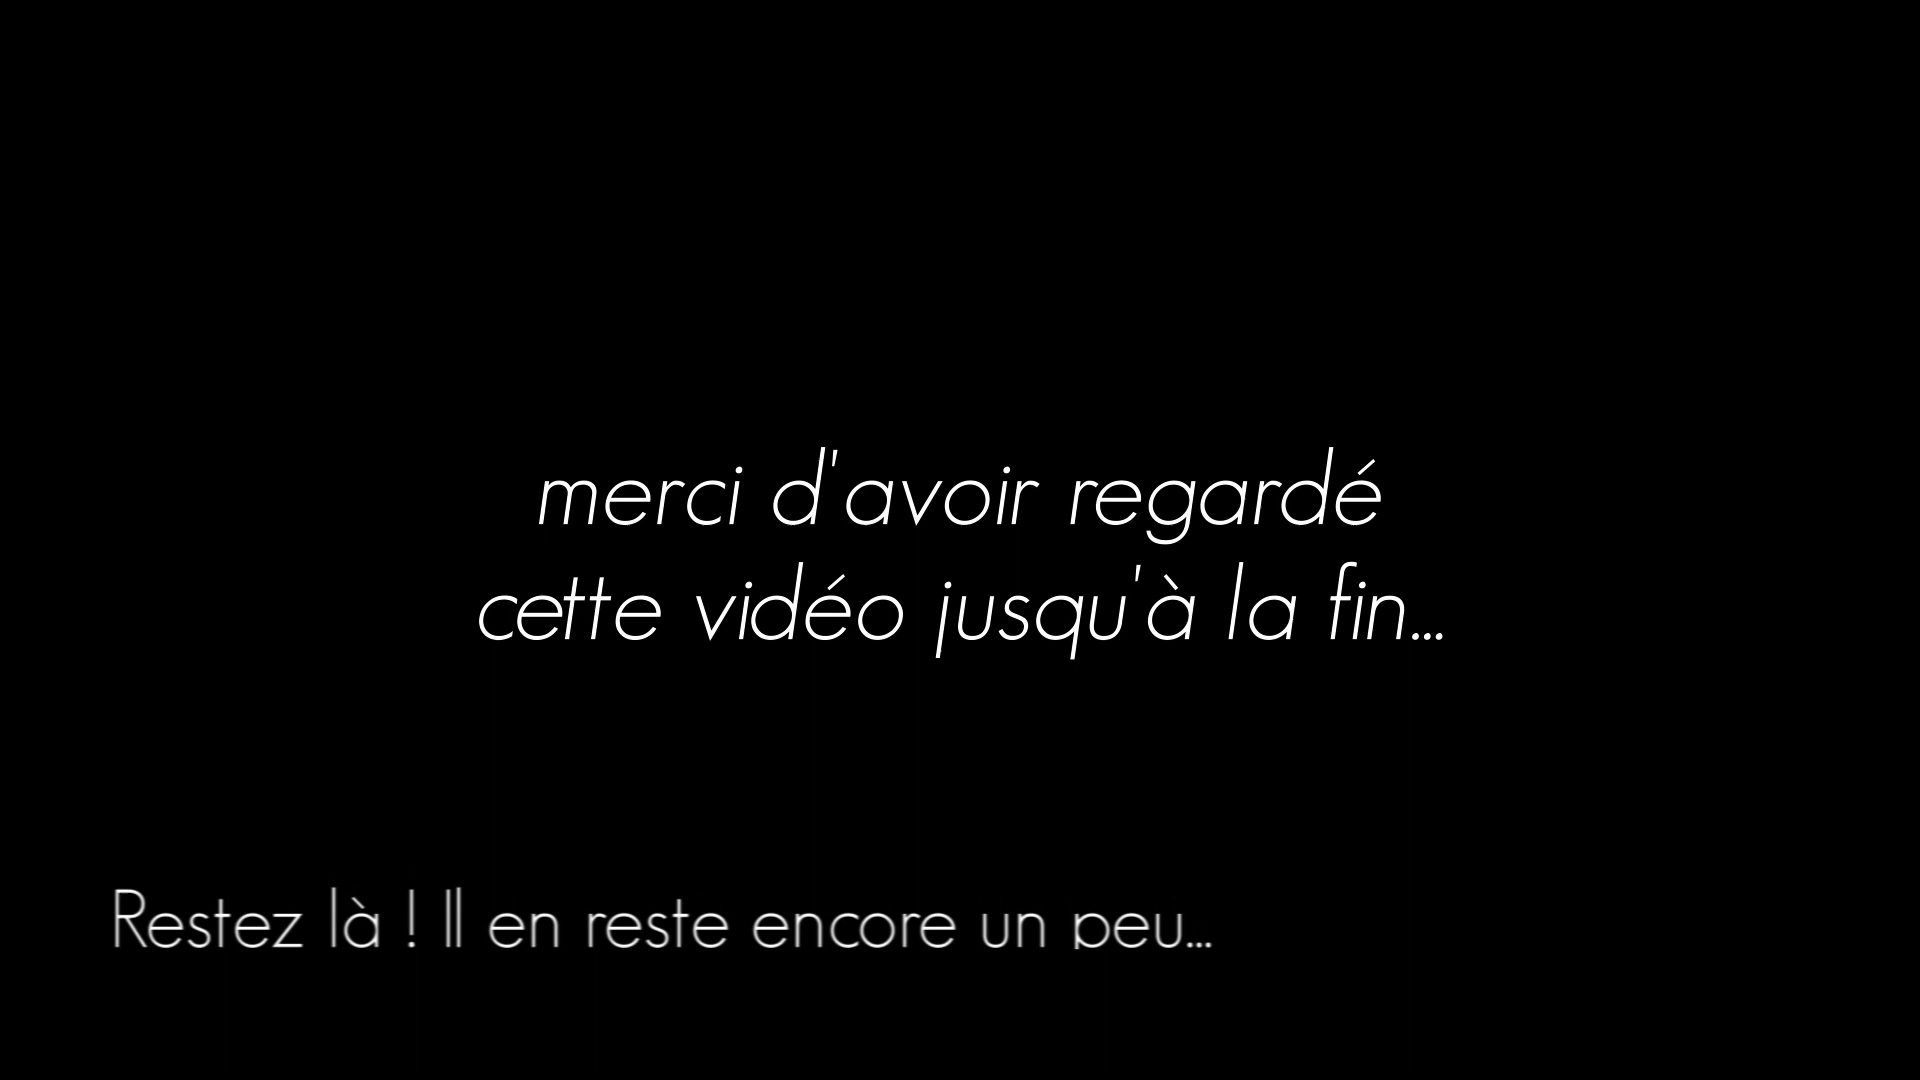 merci d'avoir regardé
cette vidéo jusqu'à la fin...
Restez là ! Il en reste encore un peu...